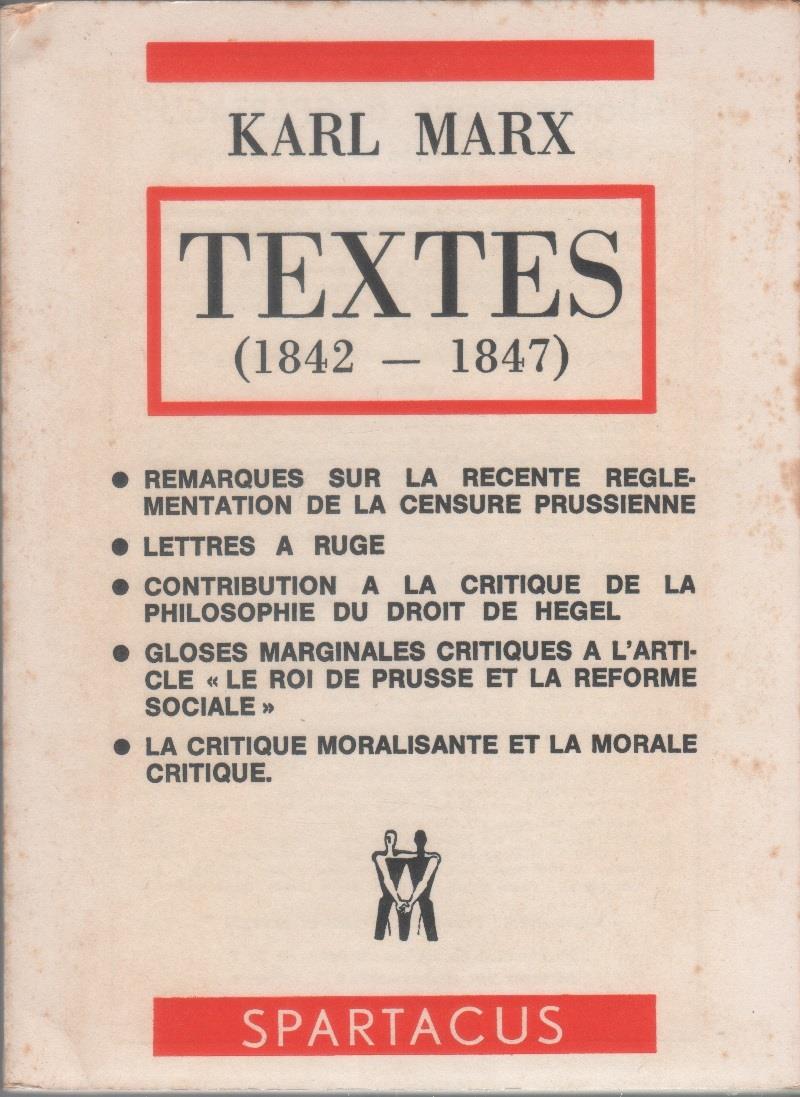 KARL MARX
TEXTES
(1842 — 1847)
● REMARQUES SUR LA RECENTE REGLE-
MENTATION DE LA CENSURE PRUSSIENNE
● LETTRES A RUGE
● CONTRIBUTION A LA CRITIQUE DE LA
PHILOSOPHIE DU DROIT DE HEGEL
● GLOSES MARGINALES CRITIQUES A L'ARTI-
CLE « LE ROI DE PRUSSE ET LA REFORME
SOCIALE »
● LA CRITIQUE MORALISANTE ET LA MORALE
CRITIQUE.
SPARTACUS